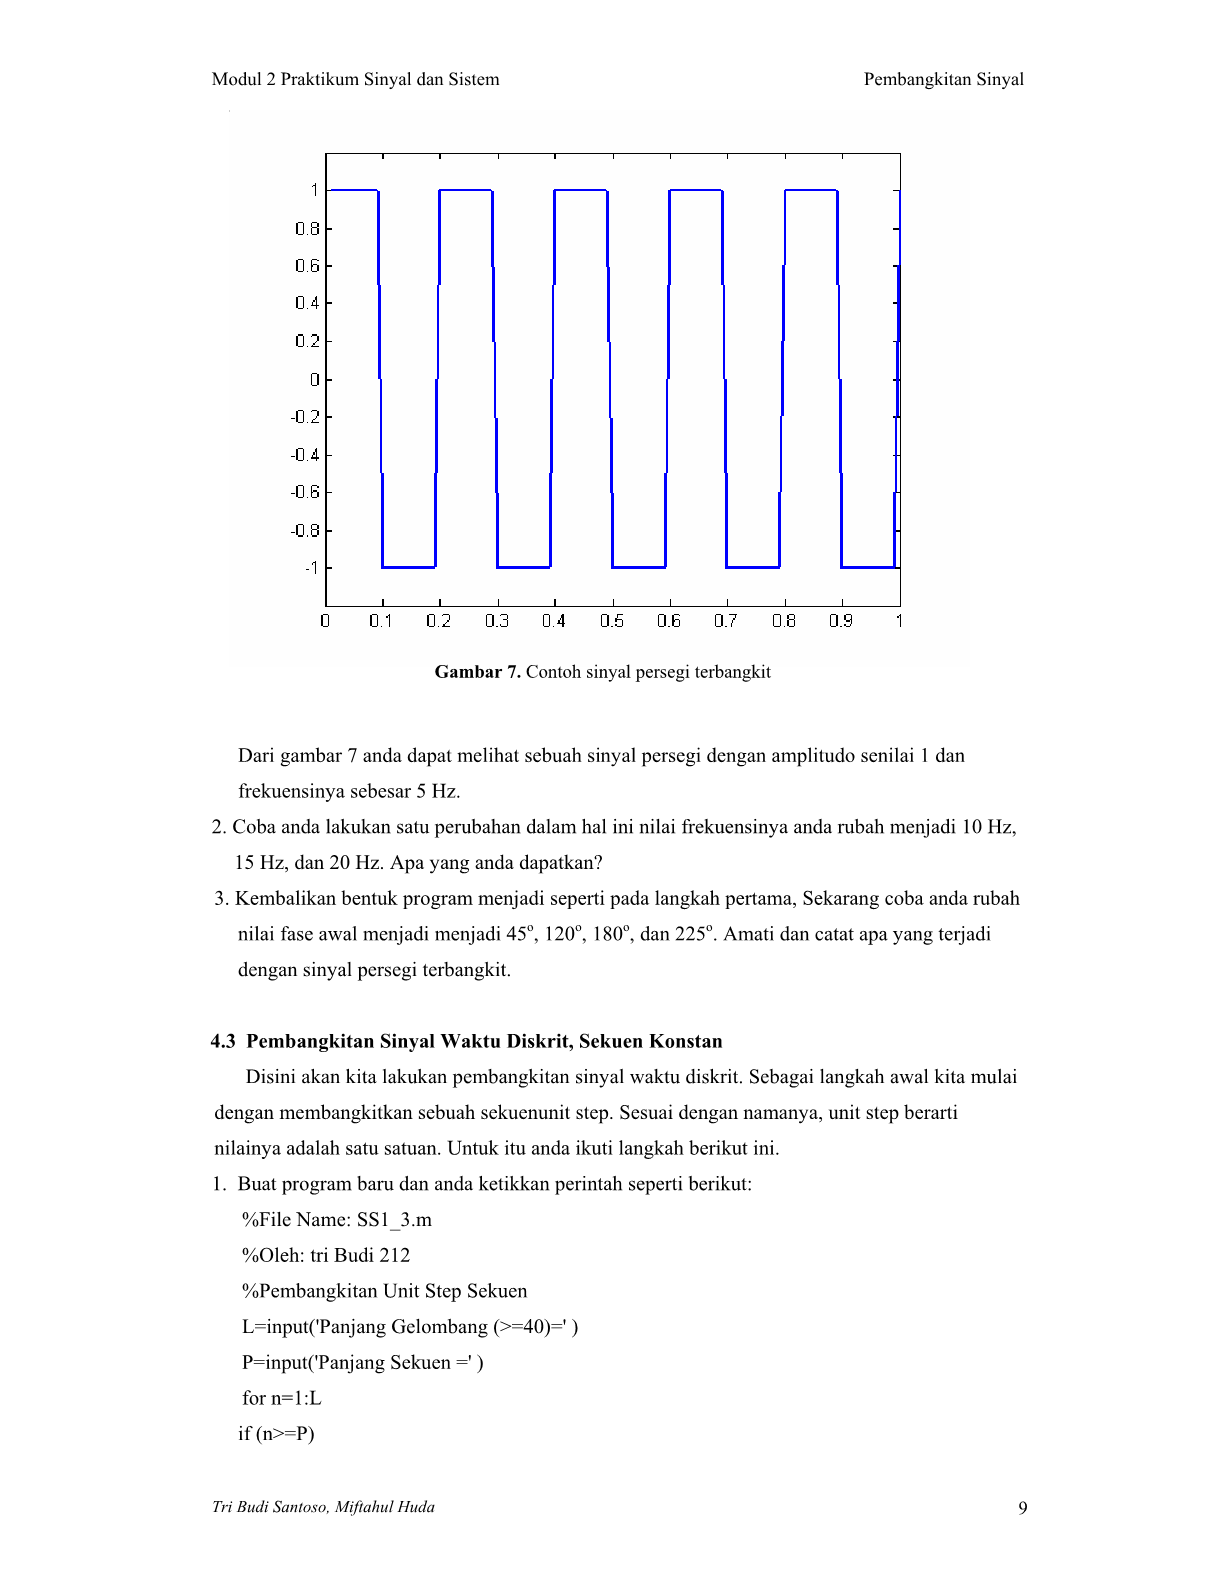 Modul 2 Praktikum Sinyal dan Sistem Pembangkitan Sinyal
1
0.8
0.6
0.4
0.2
0
-0.2
-0.4
-0.6
-0.8
-1
0 0.1 0.2 0.3 0.4 0.5 0.6 0.7 0.8 0.9 1
Gambar 7. Contoh sinyal persegi terbangkit
Dari gambar 7 anda dapat melihat sebuah sinyal persegi dengan amplitudo senilai 1 dan
frekuensinya sebesar 5 Hz.
2. Coba anda lakukan satu perubahan dalam hal ini nilai frekuensinya anda rubah menjadi 10 Hz,
15 Hz, dan 20 Hz. Apa yang anda dapatkan?
3. Kembalikan bentuk program menjadi seperti pada langkah pertama, Sekarang coba anda rubah
nilai fase awal menjadi menjadi 45º, 120º, 180º, dan 225º. Amati dan catat apa yang terjadi
dengan sinyal persegi terbangkit.
4.3 Pembangkitan Sinyal Waktu Diskrit, Sekuen Konstan
Disini akan kita lakukan pembangkitan sinyal waktu diskrit. Sebagai langkah awal kita mulai
dengan membangkitkan sebuah sekuenunit step. Sesuai dengan namanya, unit step berarti
nilainya adalah satu satuan. Untuk itu anda ikuti langkah berikut ini.
1. Buat program baru dan anda ketikkan perintah seperti berikut:
%File Name: SS1_3.m
%Oleh: tri Budi 212
%Pembangkitan Unit Step Sekuen
L=input('Panjang Gelombang (>=40)=' )
P=input('Panjang Sekuen =' )
for n=1:L
if (n>=P)
Tri Budi Santoso, Miftahul Huda 9